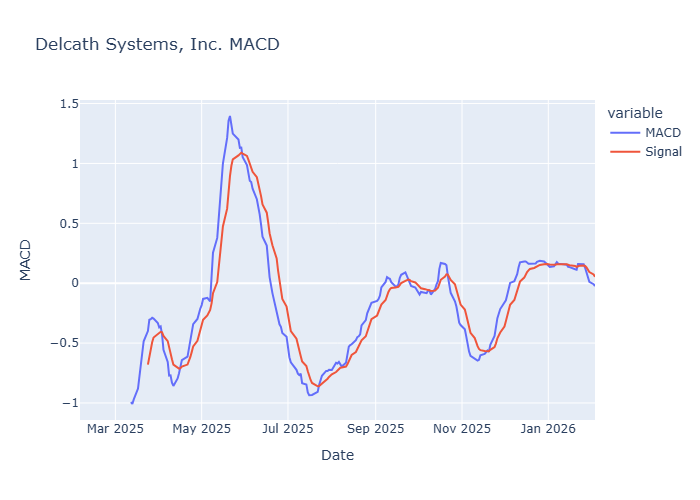 Delcath Systems, Inc. MACD
variable
MACD
Signal
MACD
1.5
1
0.5
0
−0.5
−1
Mar 2025
May 2025
Jul 2025
Sep 2025
Nov 2025
Jan 2026
Date